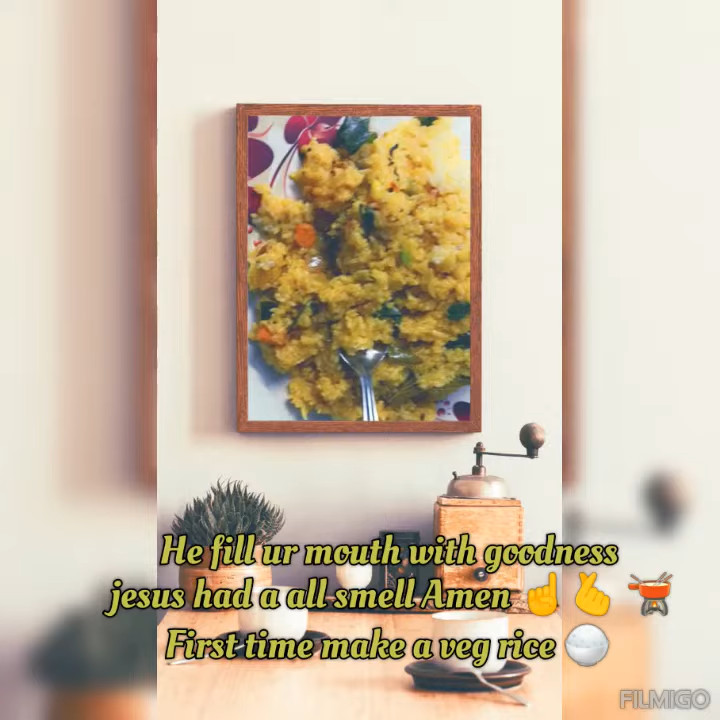 He fill ur mouth with goodness
jesus had a all smell Amen ☝️🫰🫕
First time make a veg rice 🍚
FILMIGO